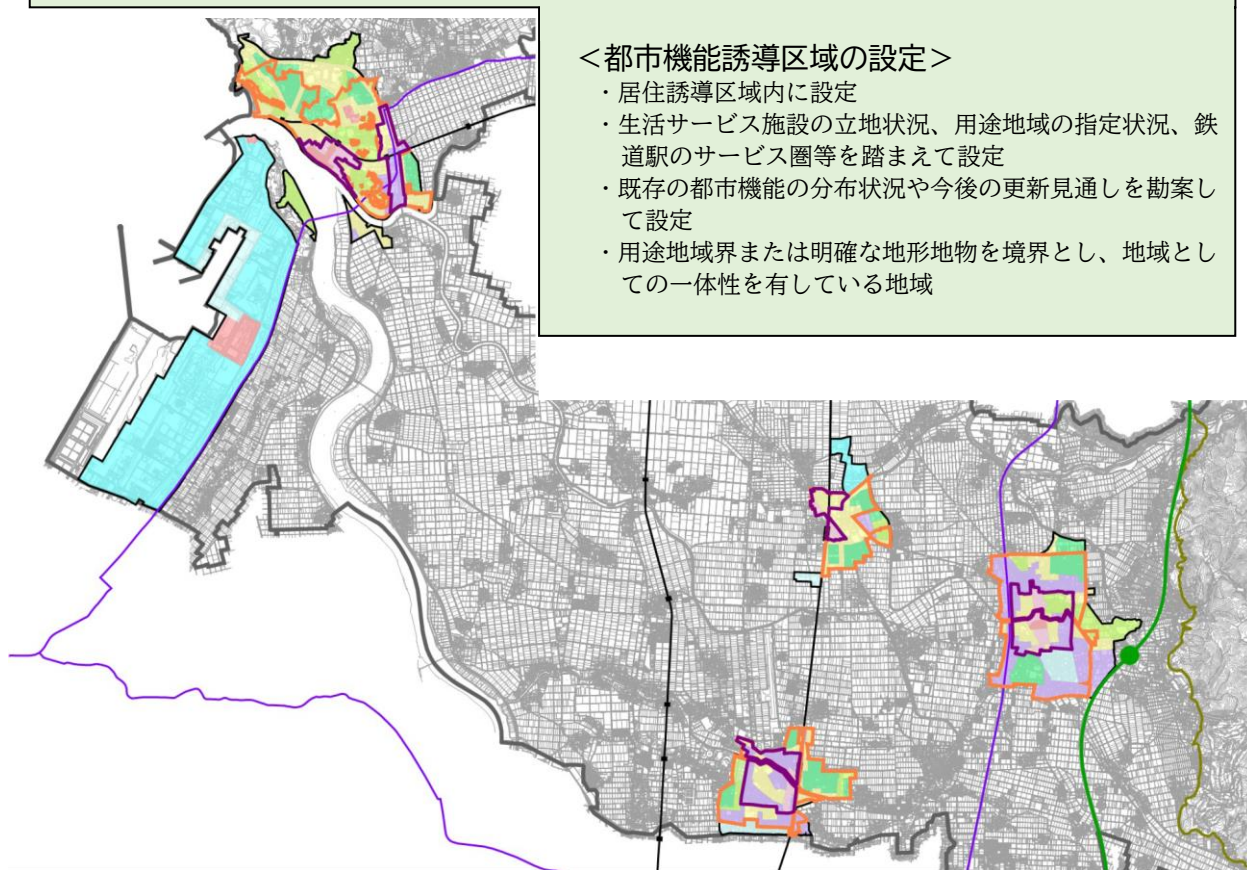 ＜都市機能誘導区域の設定＞
・居住誘導区域内に設定
・生活サービス施設の立地状況、用途地域の指定状況、鉄
道駅のサービス圏等を踏まえて設定
・既存の都市機能の分布状況や今後の更新見通しを勘案し
て設定
・用途地域界または明確な地形地物を境界とし、地域とし
ての一体性を有している地域